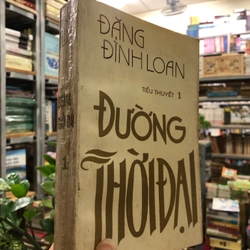 ĐẶNG
ĐÌNH LOAN
TIỂU THUYẾT 1
ĐƯỜNG
THỜI ĐẠI